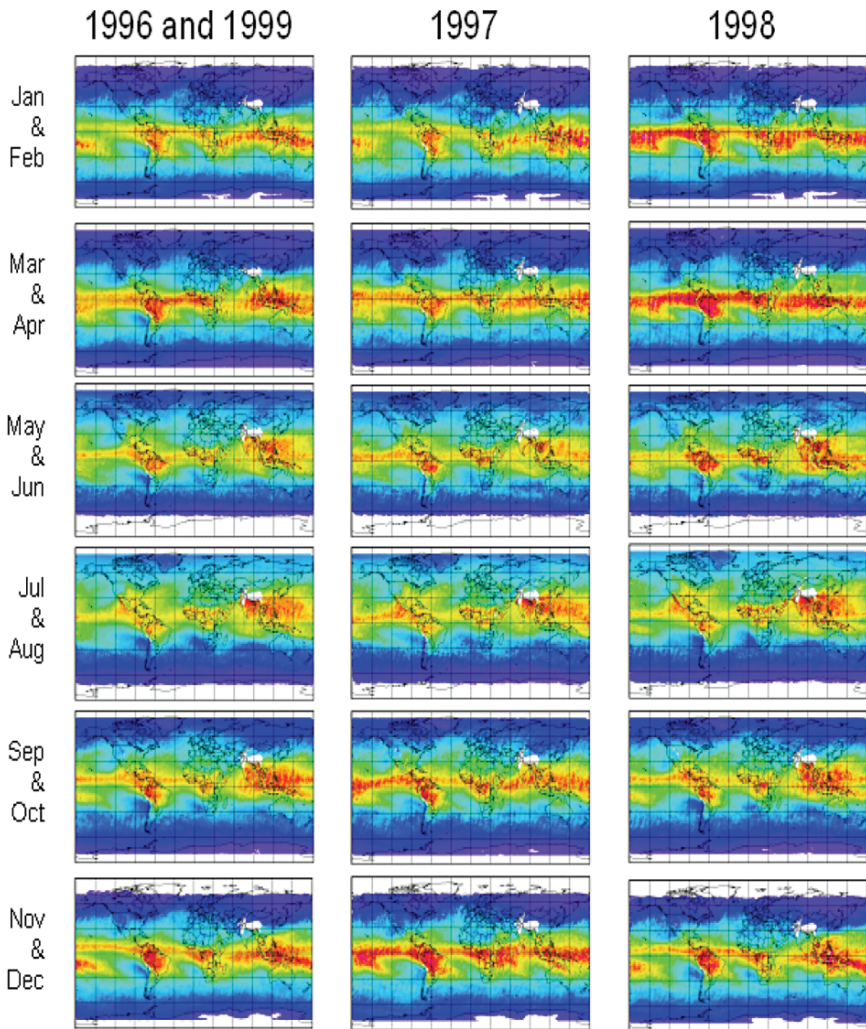 1996 and 1999 1997 1998
Jan
&
Feb
Mar
&
Apr
May
&
Jun
Jul
&
Aug
Sep
&
Oct
Nov
&
Dec